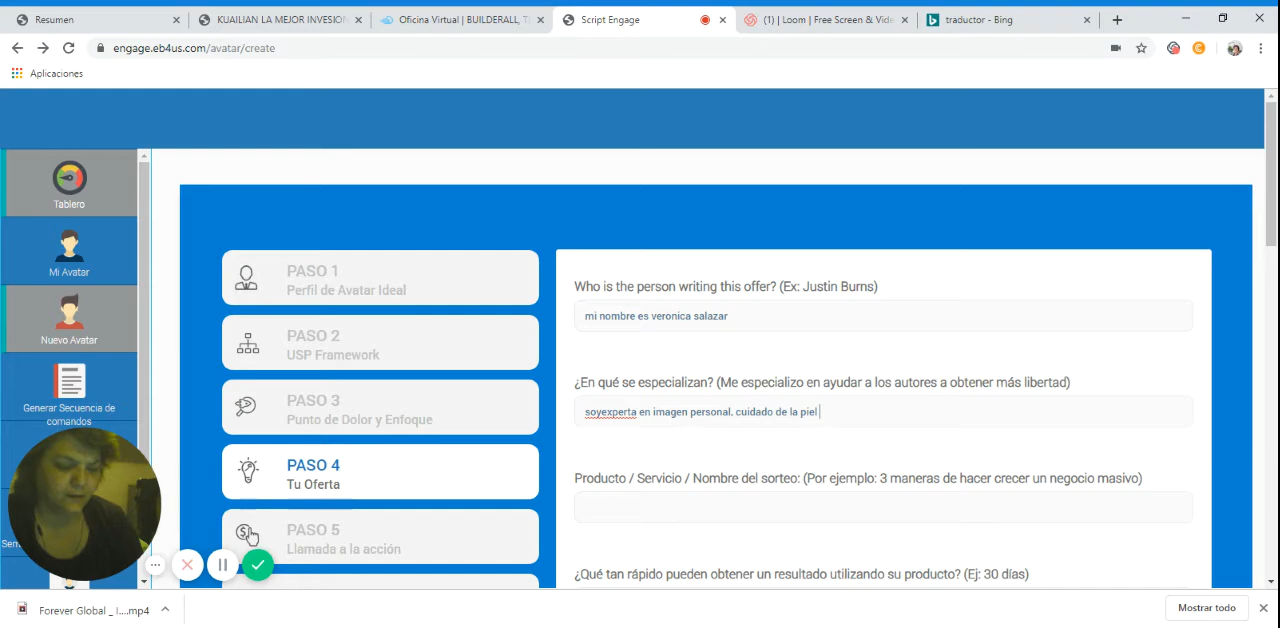 Resumen
KUAILIAN LA MEJOR INVESION
Oficina Virtual | BUILDERALL, T
Script Engage
(1) | Loom | Free Screen & Vide
traductor - Bing
engage.eb4us.com/avatar/create
Aplicaciones
Tablero
Mi Avatar
Nuevo Avatar
Generar Secuencia de
comandos
PASO 1
Perfil de Avatar Ideal
PASO 2
USP Framework
PASO 3
Punto de Dolor y Enfoque
PASO 4
Tu Oferta
PASO 5
Llamada a la acción
Who is the person writing this offer? (Ex: Justin Burns)
mi nombre es veronica salazar
¿En qué se especializan? (Me especializo en ayudar a los autores a obtener más libertad)
soyexperta en imagen personal, cuidado de la piel
Producto / Servicio / Nombre del sorteo: (Por ejemplo: 3 maneras de hacer crecer un negocio masivo)
¿Qué tan rápido pueden obtener un resultado utilizando su producto? (Ej: 30 días)
Forever Global _ I....mp4
Mostrar todo